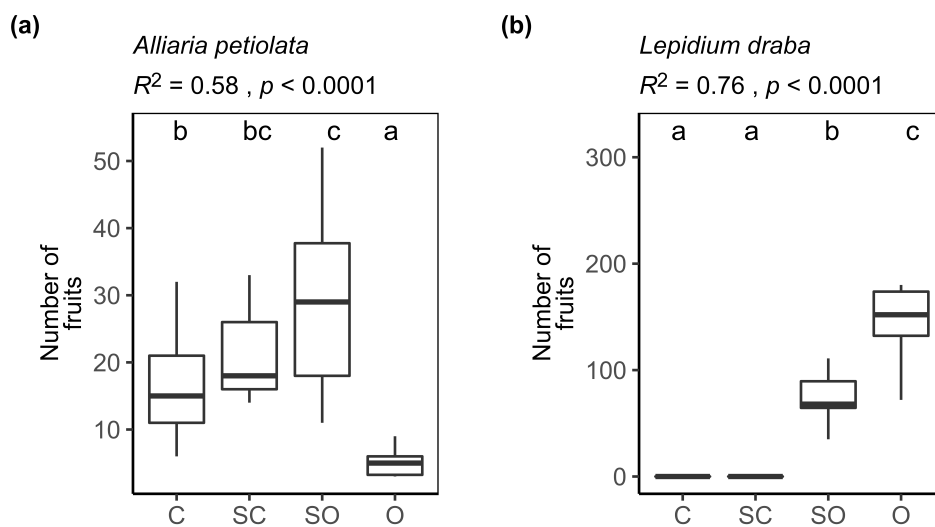 (a)
Alliaria petiolata
R² = 0.58 , p < 0.0001
b bc c a
50
40
30
20
10
Number of
fruits
C SC SO O
(b)
Lepidium draba
R² = 0.76 , p < 0.0001
a a b c
300
200
100
0
Number of
fruits
C SC SO O